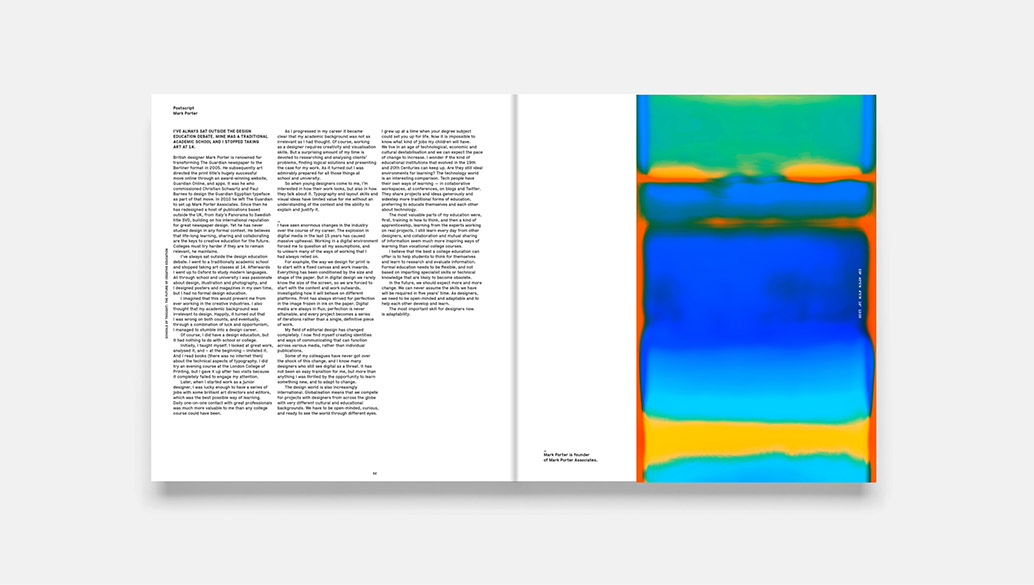 Postscript
Mark Porter
I'VE ALWAYS SAT OUTSIDE THE DESIGN
EDUCATION DEBATE. MINE WAS A TRADITIONAL
ACADEMIC SCHOOL AND I STOPPED TAKING
ART AT 14.
British designer Mark Porter is renowned for
transforming The Guardian newspaper to the
Berliner format in 2005. He subsequently art
directed the print title's hugely successful
move online through an award-winning website,
Guardian Online, and apps. It was he who
commissioned Christian Schwartz and Paul
Barnes to design the Guardian Egyptian typeface
as part of that move. In 2010 he left The Guardian
to set up Mark Porter Associates. Since then he
has redesigned a host of publications based
outside the UK, from Italy's Panorama to Swedish
title SVD, building on his international reputation
for great newspaper design. Yet he has never
studied design in any formal context. He believes
that life-long learning, sharing and collaborating
are the keys to creative education for the future.
Colleges must try harder if they are to remain
relevant, he maintains.
I've always sat outside the design education
debate. I went to a traditionally academic school
and stopped taking art classes at 14. Afterwards
I went up to Oxford to study modern languages.
All through school and university I was passionate
about design, illustration and photography, and
I designed posters and magazines in my own time,
but I had no formal design education.
I imagined that this would prevent me from
ever working in the creative industries. I also
thought that my academic background was
irrelevant to design. Happily, it turned out that
I was wrong on both counts, and eventually,
through a combination of luck and opportunism,
I managed to stumble into a design career.
Of course, I did have a design education, but
it had nothing to do with school or college.
Initially, I taught myself: I looked at great work,
analysed it, and – at the beginning – imitated it.
And I read books (there was no internet then)
about the technical aspects of typography. I did
try an evening course at the London College of
Printing, but I gave it up after two visits because
it completely failed to engage my attention.
Later, when I started work as a junior
designer, I was lucky enough to have a series of
jobs with some brilliant art directors and editors,
which was the best possible way of learning.
Daily one-on-one contact with great professionals
was much more valuable to me than any college
course could have been.
As I progressed in my career it became
clear that my academic background was not as
irrelevant as I had thought. Of course, working
as a designer requires creativity and visualisation
skills. But a surprising amount of my time is
devoted to researching and analysing clients'
problems, finding logical solutions and presenting
the case for my work. As it turned out I was
admirably prepared for all those things at
school and university.
So when young designers come to me, I'm
interested in how their work looks, but also in how
they talk about it. Typography and layout skills and
visual ideas have limited value for me without an
understanding of the context and the ability to
explain and justify it.
–
I have seen enormous changes in the industry
over the course of my career. The explosion in
digital media in the last 15 years has caused
massive upheaval. Working in a digital environment
forced me to question all my assumptions, and
to unlearn many of the ways of working that I
had always relied on.
For example, the way we design for print is
to start with a fixed canvas and work inwards.
Everything has been conditioned by the size and
shape of the paper. But in digital design we rarely
know the size of the screen, so we are forced to
start with the content and work outwards,
investigating how it will behave on different
platforms. Print has always strived for perfection
in the image frozen in ink on the paper. Digital
media are always in flux, perfection is never
attainable, and every project becomes a series
of iterations rather than a single, definitive piece
of work.
My field of editorial design has changed
completely. I now find myself creating identities
and ways of communicating that can function
across various media, rather than individual
publications.
Some of my colleagues have never got over
the shock of this change, and I know many
designers who still see digital as a threat. It has
not been an easy transition for me, but more than
anything I was thrilled by the opportunity to learn
something new, and to adapt to change.
The design world is also increasingly
international. Globalisation means that we compete
for projects with designers from across the globe
with very different cultural and educational
backgrounds. We have to be open-minded, curious,
and ready to see the world through different eyes.
I grew up at a time when your degree subject
could set you up for life. Now it is impossible to
know what kind of jobs my children will have.
We live in an age of technological, economic and
cultural destabilisation and we can expect the pace
of change to increase. I wonder if the kind of
educational institutions that evolved in the 19th
and 20th Centuries can keep up. Are they still ideal
environments for learning? The technology world
is an interesting comparison. Tech people have
their own ways of learning — in collaborative
workspaces, at conferences, on blogs and Twitter.
They share projects and ideas generously and
sidestep more traditional forms of education,
preferring to educate themselves and each other
about technology.
The most valuable parts of my education were,
first, training in how to think, and then a kind of
apprenticeship, learning from the experts working
on real projects. I still learn every day from other
designers, and collaboration and mutual sharing
of information seem much more inspiring ways of
learning than vocational college courses.
I believe that the best a college education can
offer is to help students to think for themselves
and learn to research and evaluate information.
Formal education needs to be flexible, and not
based on imparting specialist skills or technical
knowledge that are likely to become obsolete.
In the future, we should expect more and more
change. We can never assume the skills we have
will be required in five years' time. As designers,
we need to be open-minded and adaptable and to
help each other develop and learn.
The most important skill for designers now
is adaptability.
SCHOOLS OF THOUGHT: THE FUTURE OF CREATIVE EDUCATION
–
Mark Porter is founder
of Mark Porter Associates.